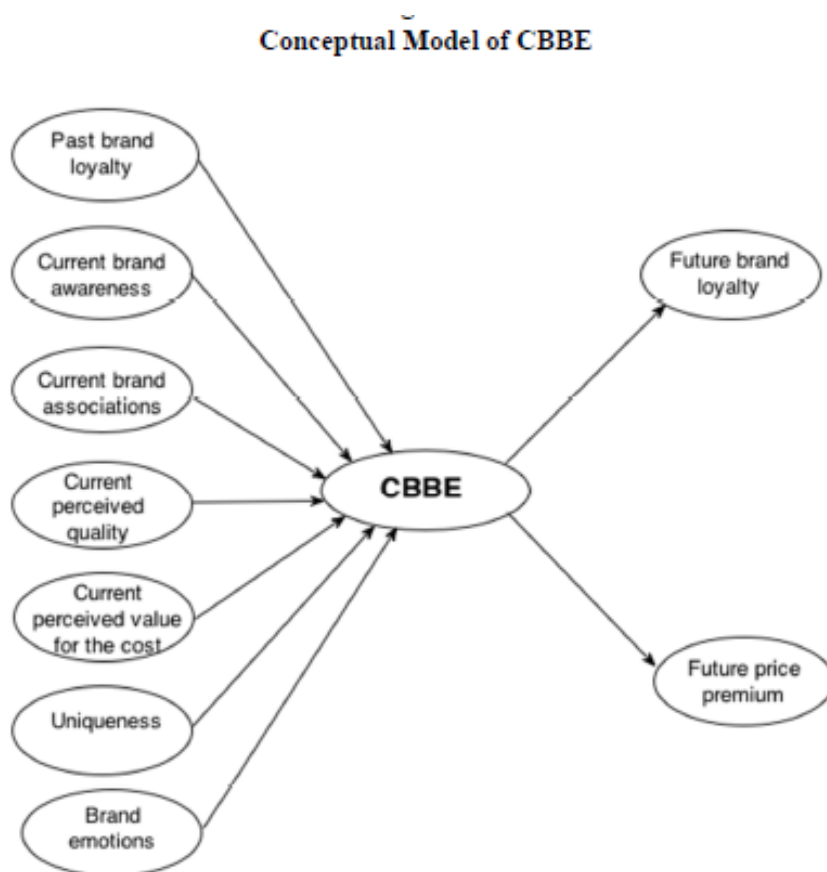 Conceptual Model of CBBE
Past brand
loyalty
Current brand
awareness
Current brand
associations
Current
perceived
quality
Current
perceived value
for the cost
Uniqueness
Brand
emotions
CBBE
Future brand
loyalty
Future price
premium